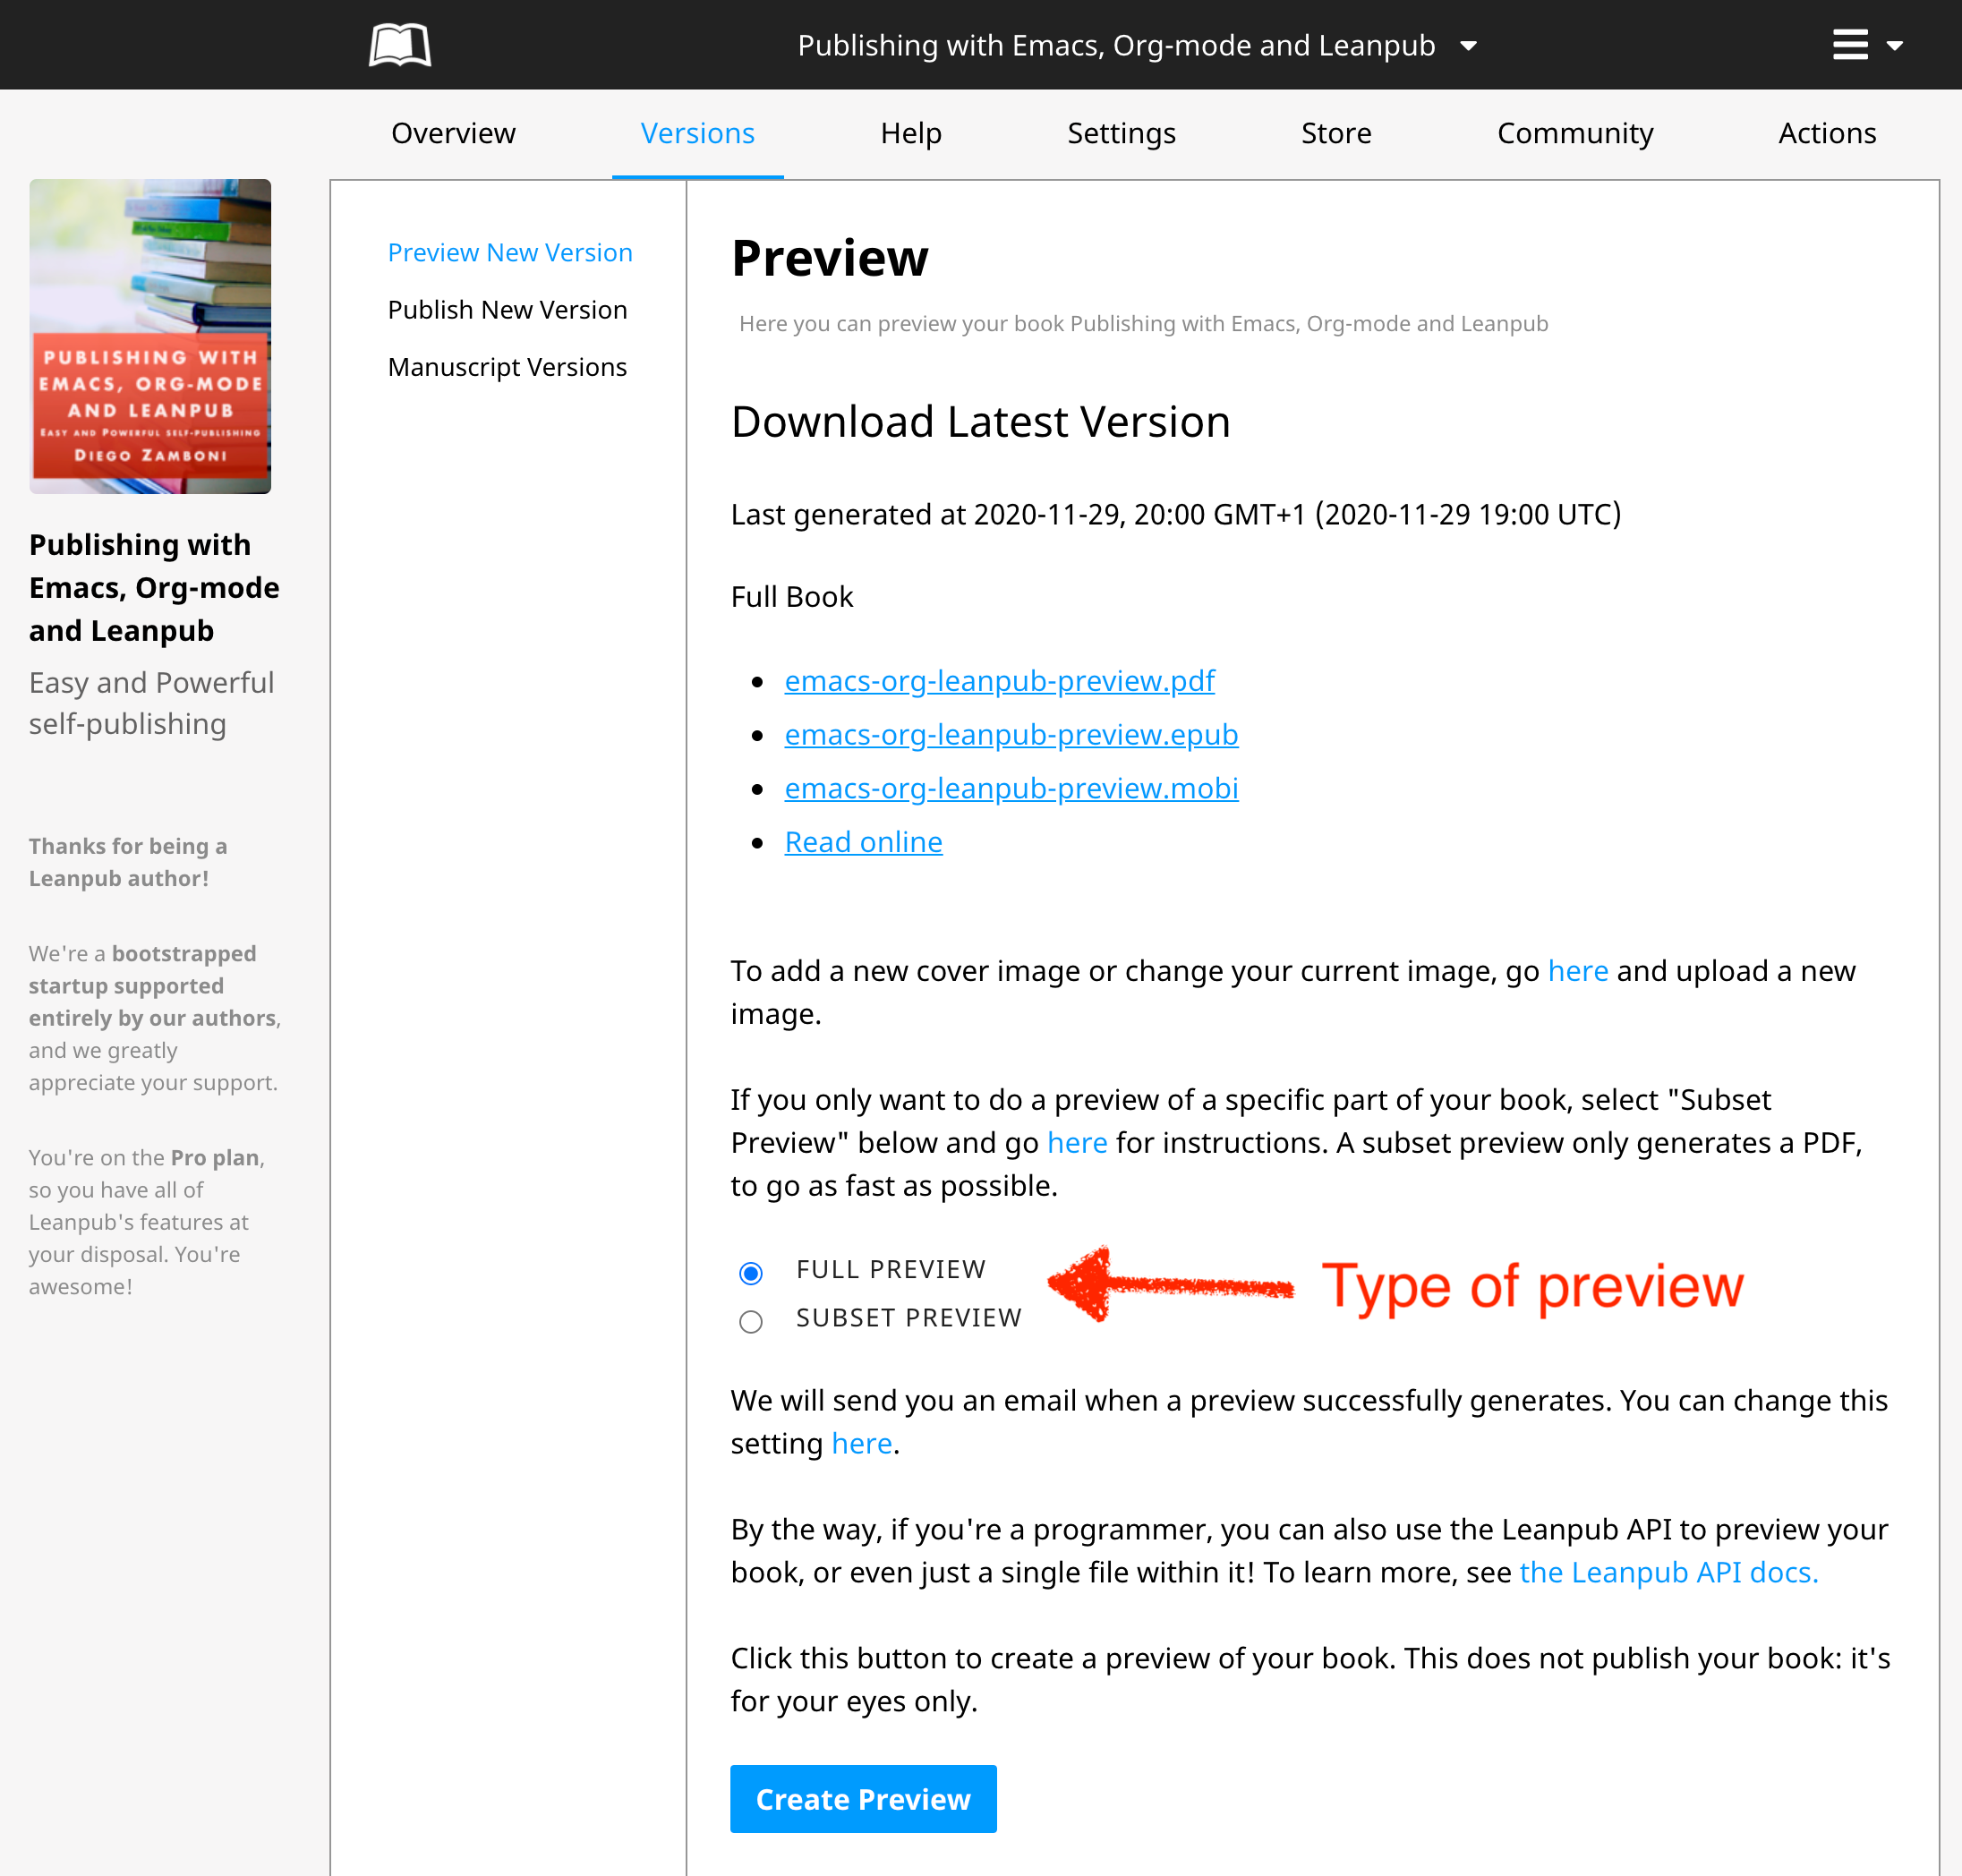 Publishing with Emacs, Org-mode and Leanpub
Overview
Versions
Help
Settings
Store
Community
Actions
PUBLISHING WITH
EMACS, ORG-MODE
AND LEANPUB
EASY AND POWERFUL SELF-PUBLISHING
DIEGO ZAMBONI
Publishing with
Emacs, Org-mode
and Leanpub
Easy and Powerful
self-publishing
Thanks for being a
Leanpub author!
We're a bootstrapped
startup supported
entirely by our authors,
and we greatly
appreciate your support.
You're on the Pro plan,
so you have all of
Leanpub's features at
your disposal. You're
awesome!
Preview New Version
Publish New Version
Manuscript Versions
Preview
Here you can preview your book Publishing with Emacs, Org-mode and Leanpub
Download Latest Version
Last generated at 2020-11-29, 20:00 GMT+1 (2020-11-29 19:00 UTC)
Full Book
emacs-org-leanpub-preview.pdf
emacs-org-leanpub-preview.epub
emacs-org-leanpub-preview.mobi
Read online
To add a new cover image or change your current image, go here and upload a new
image.
If you only want to do a preview of a specific part of your book, select "Subset
Preview" below and go here for instructions. A subset preview only generates a PDF,
to go as fast as possible.
FULL PREVIEW
SUBSET PREVIEW
Type of preview
We will send you an email when a preview successfully generates. You can change this
setting here.
By the way, if you're a programmer, you can also use the Leanpub API to preview your
book, or even just a single file within it! To learn more, see the Leanpub API docs.
Click this button to create a preview of your book. This does not publish your book: it's
for your eyes only.
Create Preview